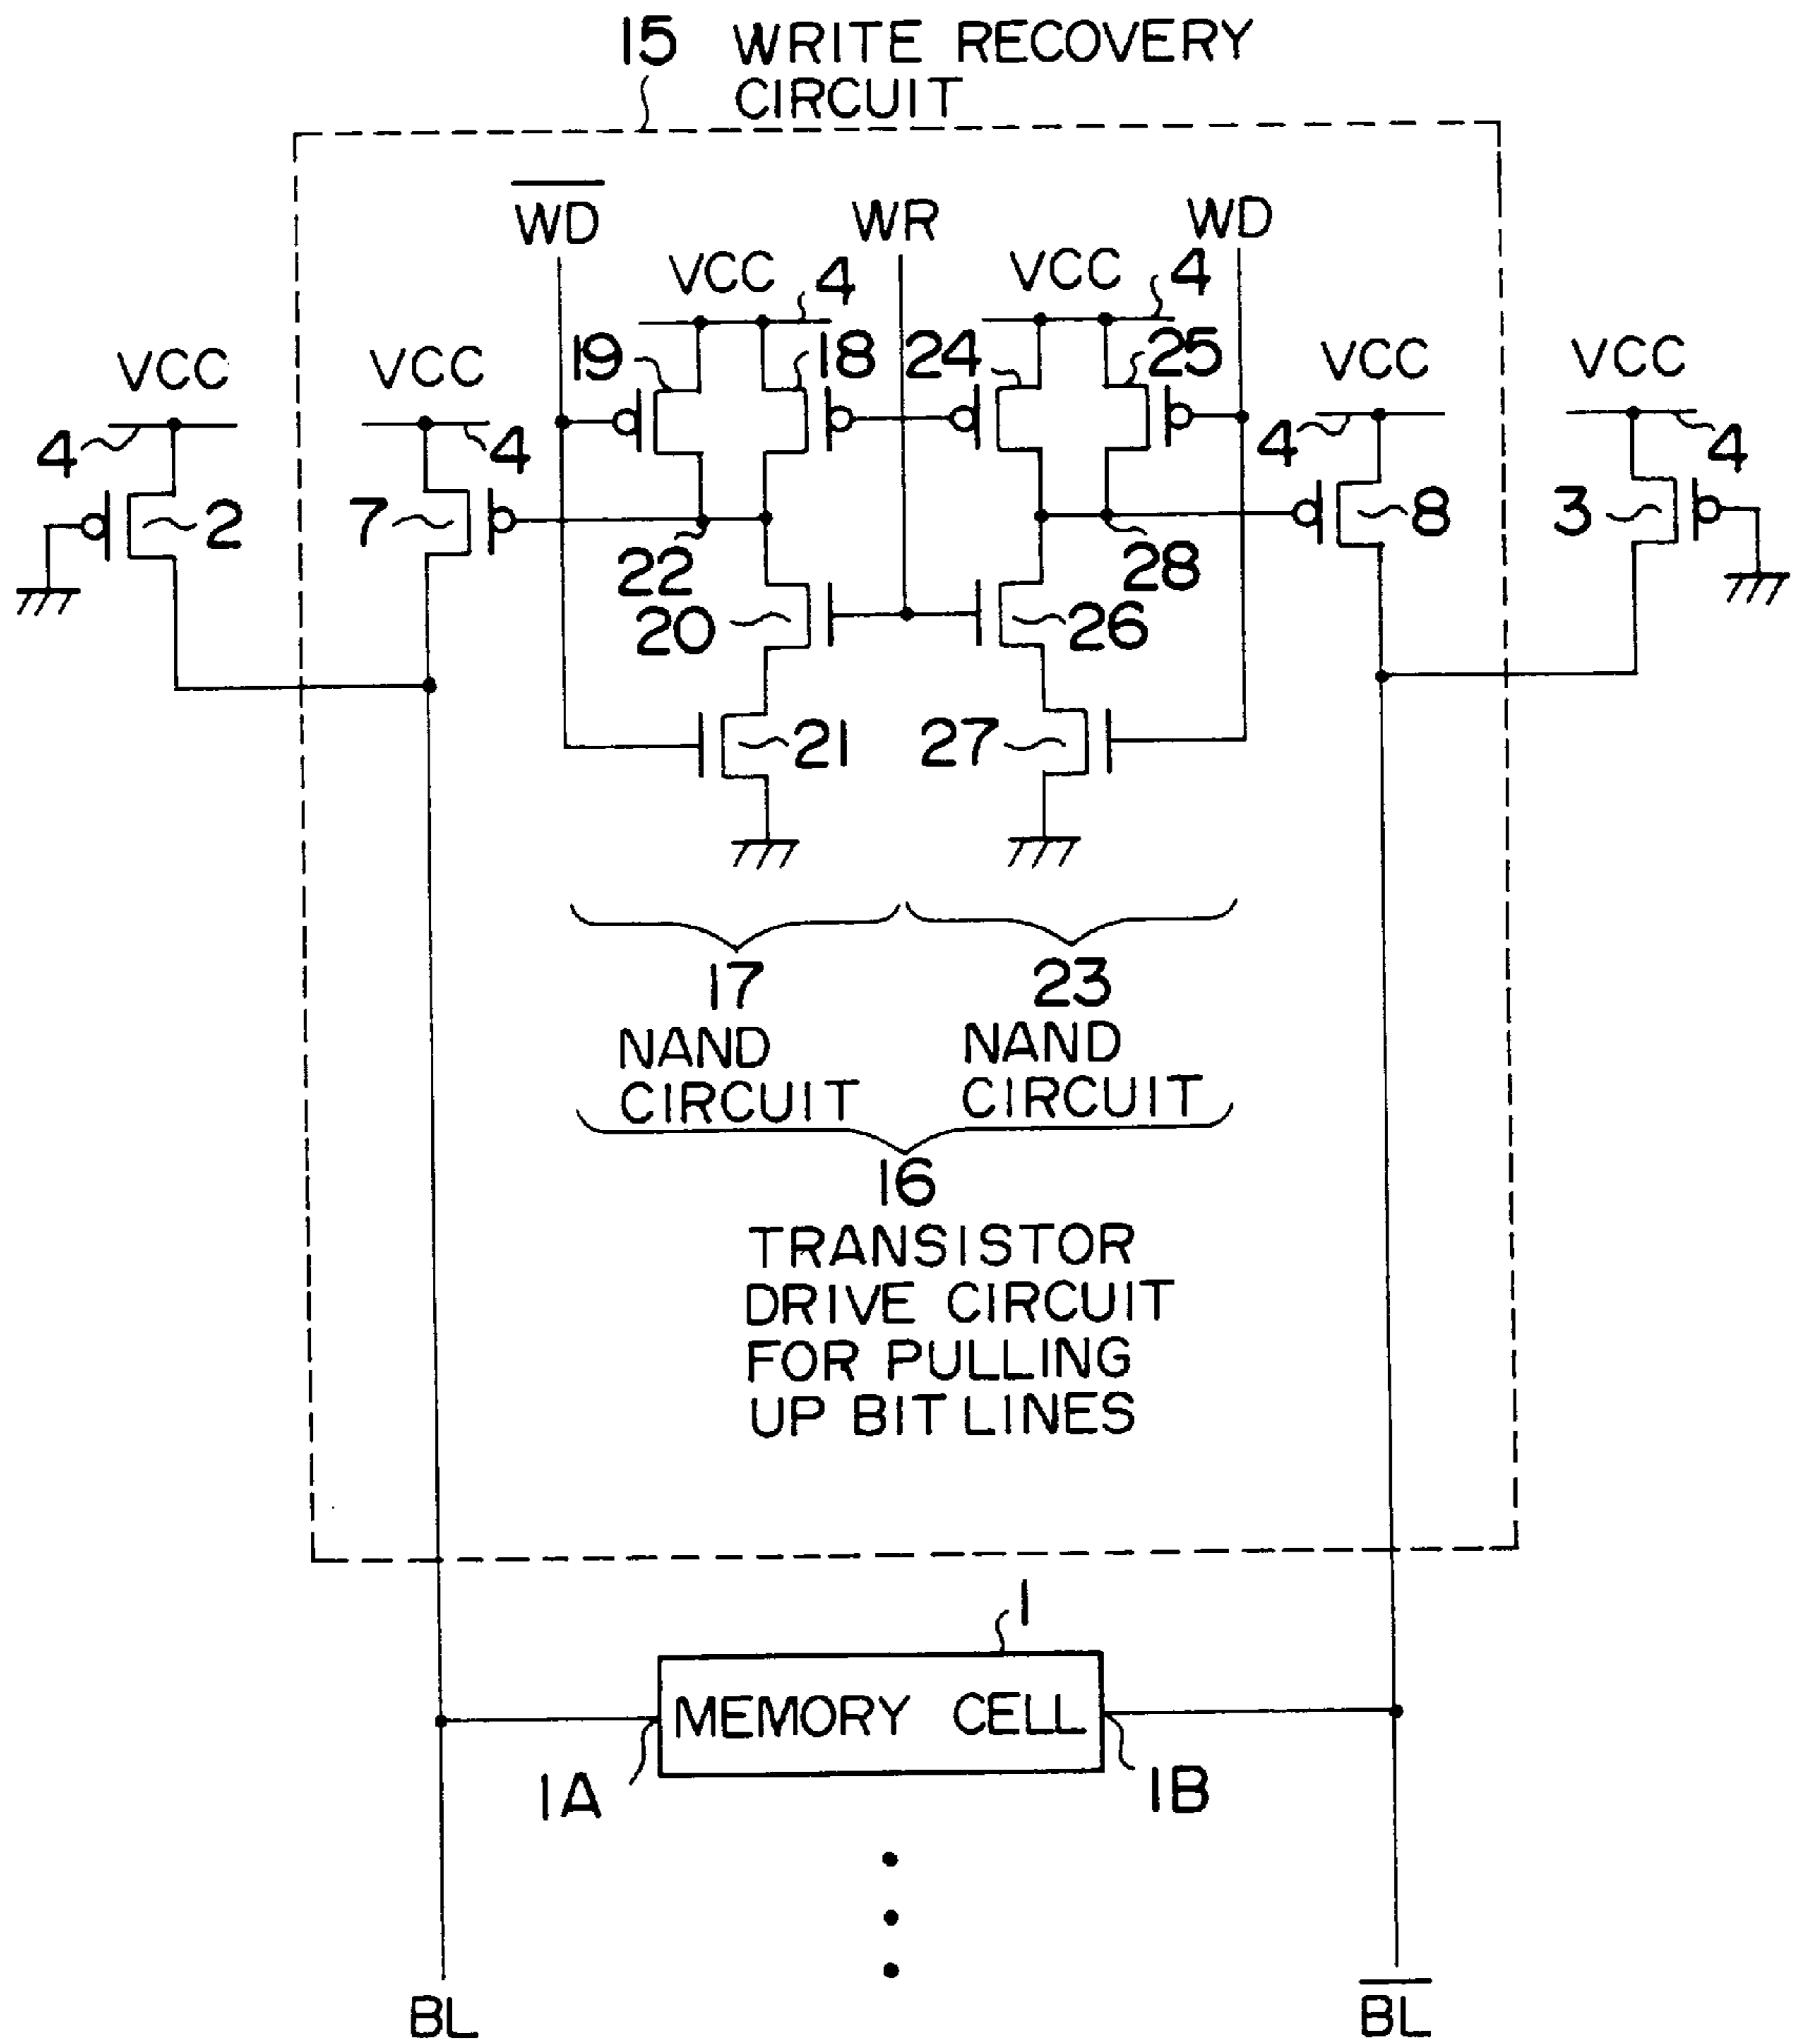 15 WRITE RECOVERY
CIRCUIT
W̅D̅ WR WD
VCC 4 VCC 4
19 18 24 25
VCC VCC VCC VCC
4 4 4 4
2 7 8 3
22 28
20 26
21 27
17 23
NAND NAND
CIRCUIT CIRCUIT
16
TRANSISTOR
DRIVE CIRCUIT
FOR PULLING
UP BIT LINES
1
MEMORY CELL
1A 1B
BL B̅L̅